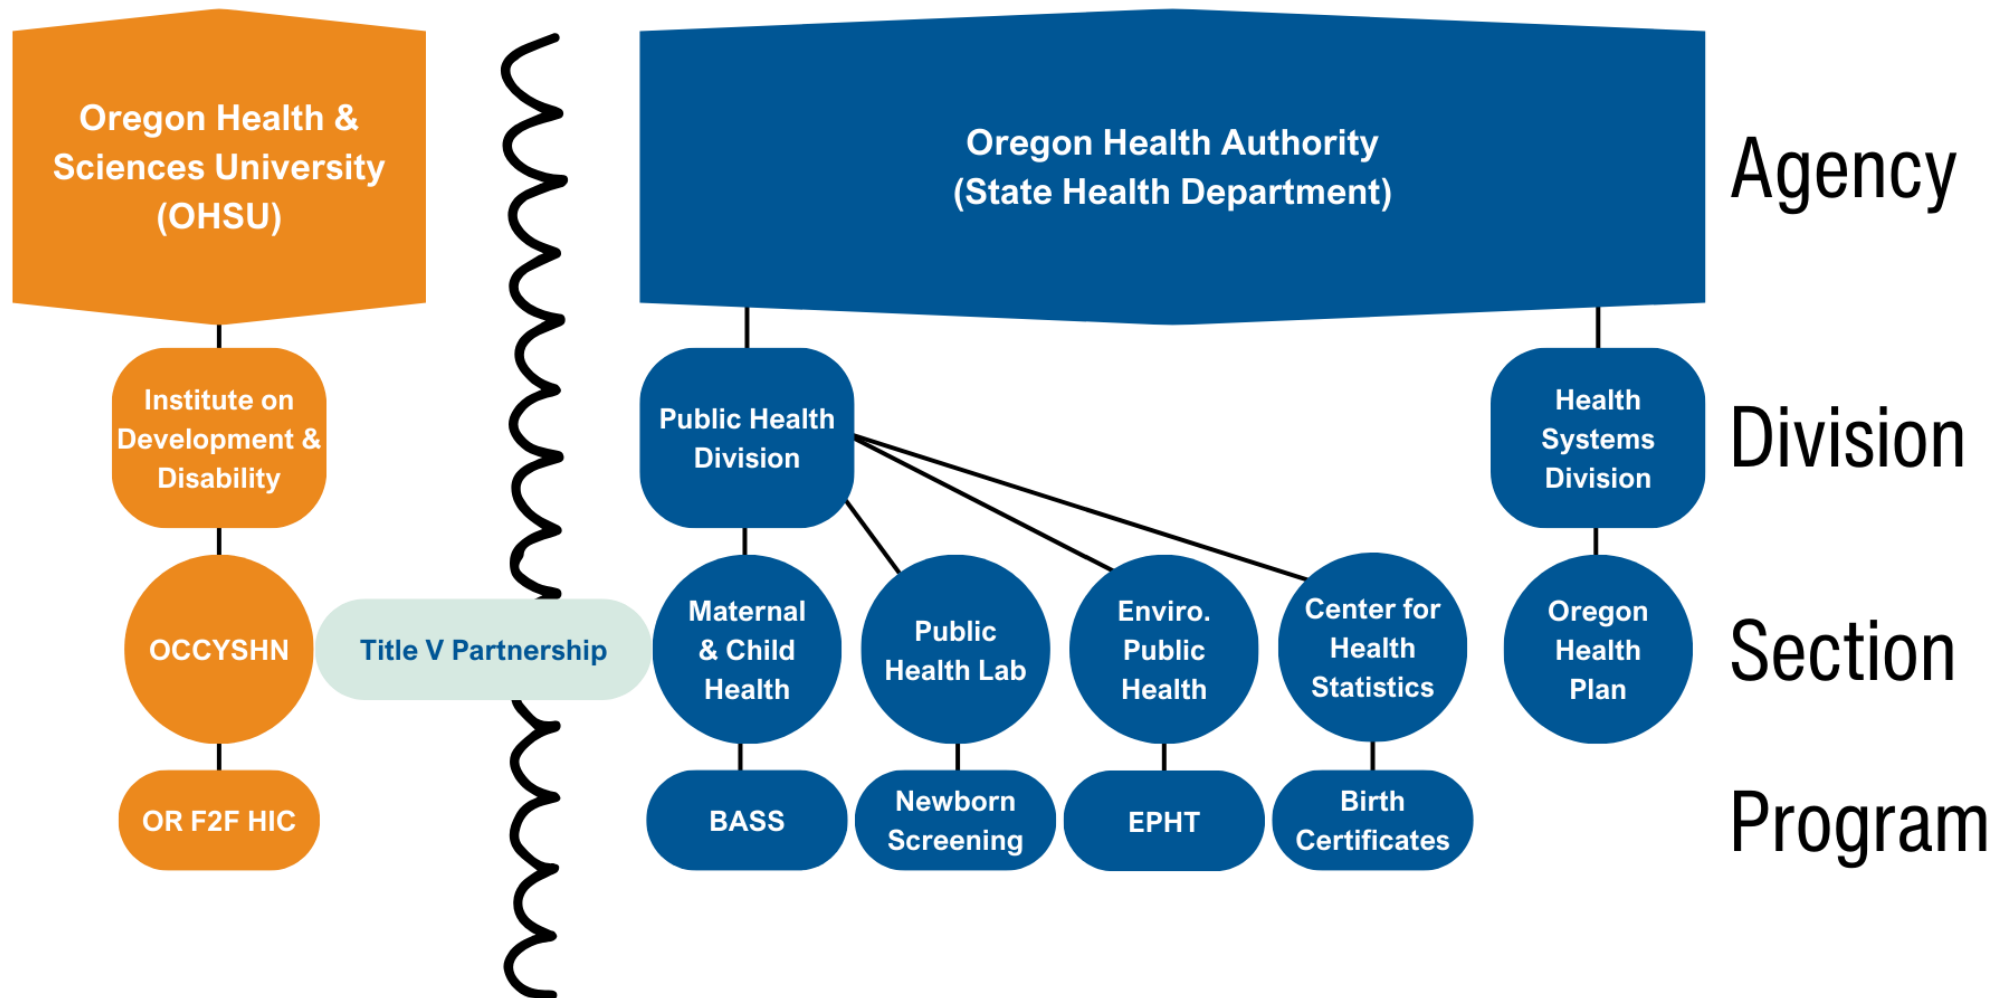 Oregon Health &
Sciences University
(OHSU)
Oregon Health Authority
(State Health Department)
Agency
Institute on
Development &
Disability
Public Health
Division
Health
Systems
Division
Division
OCCYSHN
Title V Partnership
Maternal
& Child
Health
Public
Health Lab
Enviro.
Public
Health
Center for
Health
Statistics
Oregon
Health
Plan
Section
OR F2F HIC
BASS
Newborn
Screening
EPHT
Birth
Certificates
Program